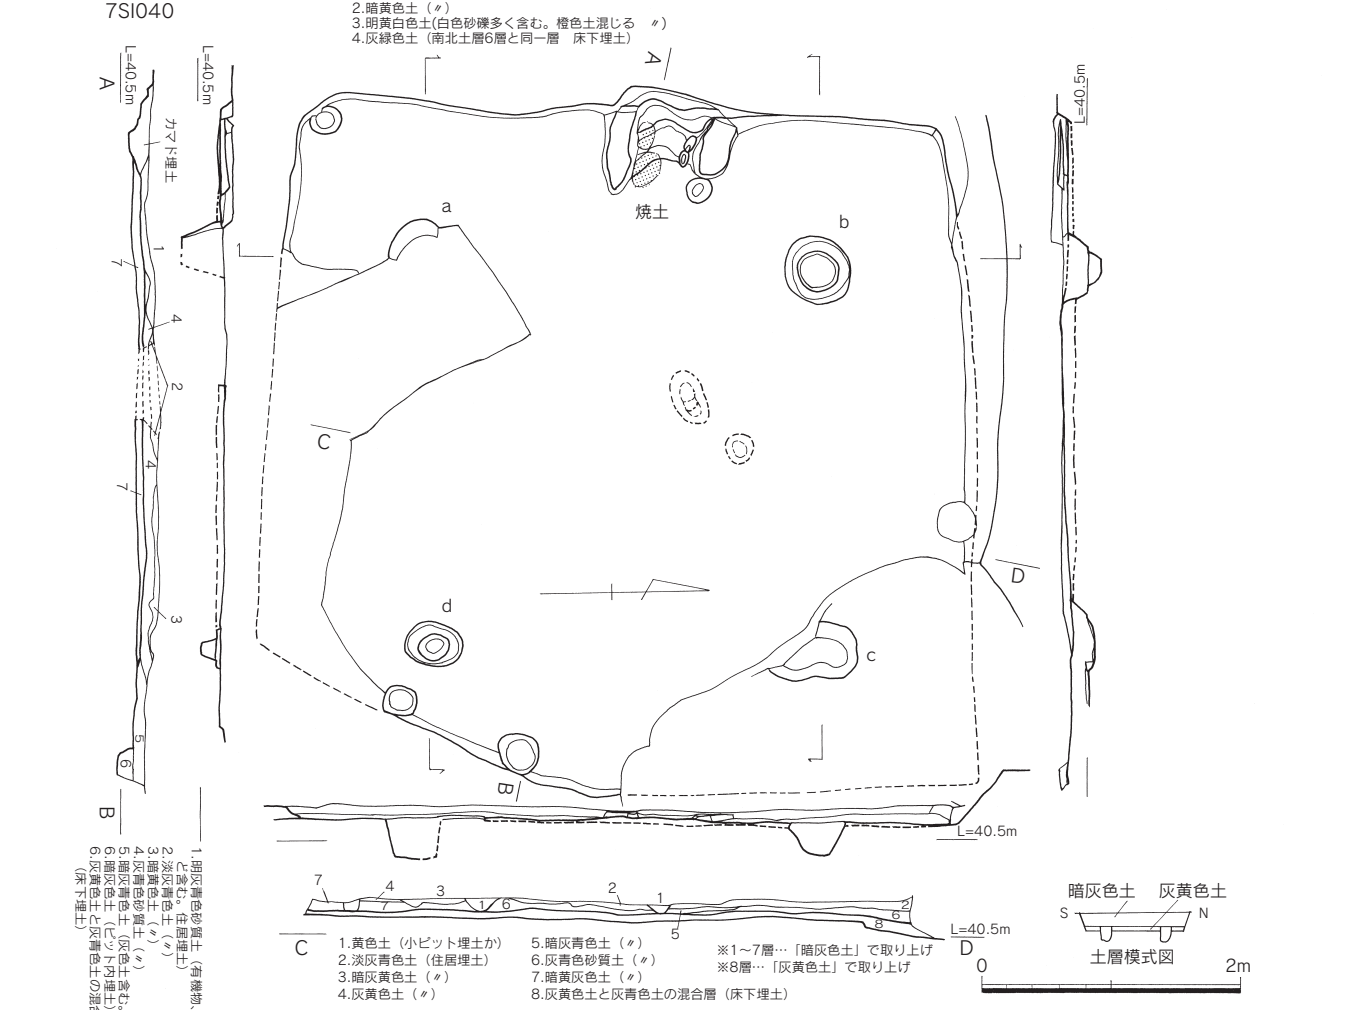 7SI040
2.暗黄色土（〃）
3.明黄白色土(白色砂礫多く含む。橙色土混じる　〃)
4.灰緑色土（南北土層6層と同一層　床下埋土）
L=40.5m
A
L=40.5m
カマド埋土
1
7
4
2
4
7
3
5
6
B
A
焼土
a
b
C
D
d
c
B
L=40.5m
L=40.5m
1.明灰青色砂質土（有機物、
ど含む。住居埋土）
2.淡灰青色土（〃）
3.暗黄色土（〃）
4.灰青色砂質土（〃）
5.暗灰青色土（灰色土含む。
6.暗灰色土（ピット内埋土）
6.灰黄色土と灰青色土の混合
（床下埋土）
7
4
7
3
1
6
2
1
5
2
6
8
C
L=40.5m
D
1.黄色土（小ピット埋土か）
2.淡灰青色土（住居埋土）
3.暗灰黄色土（〃）
4.灰黄色土（〃）
5.暗灰青色土（〃）
6.灰青色砂質土（〃）
7.暗黄灰色土（〃）
8.灰黄色土と灰青色土の混合層（床下埋土）
※1～7層…「暗灰色土」で取り上げ
※8層…「灰黄色土」で取り上げ
暗灰色土　灰黄色土
S
N
土層模式図
0
2m